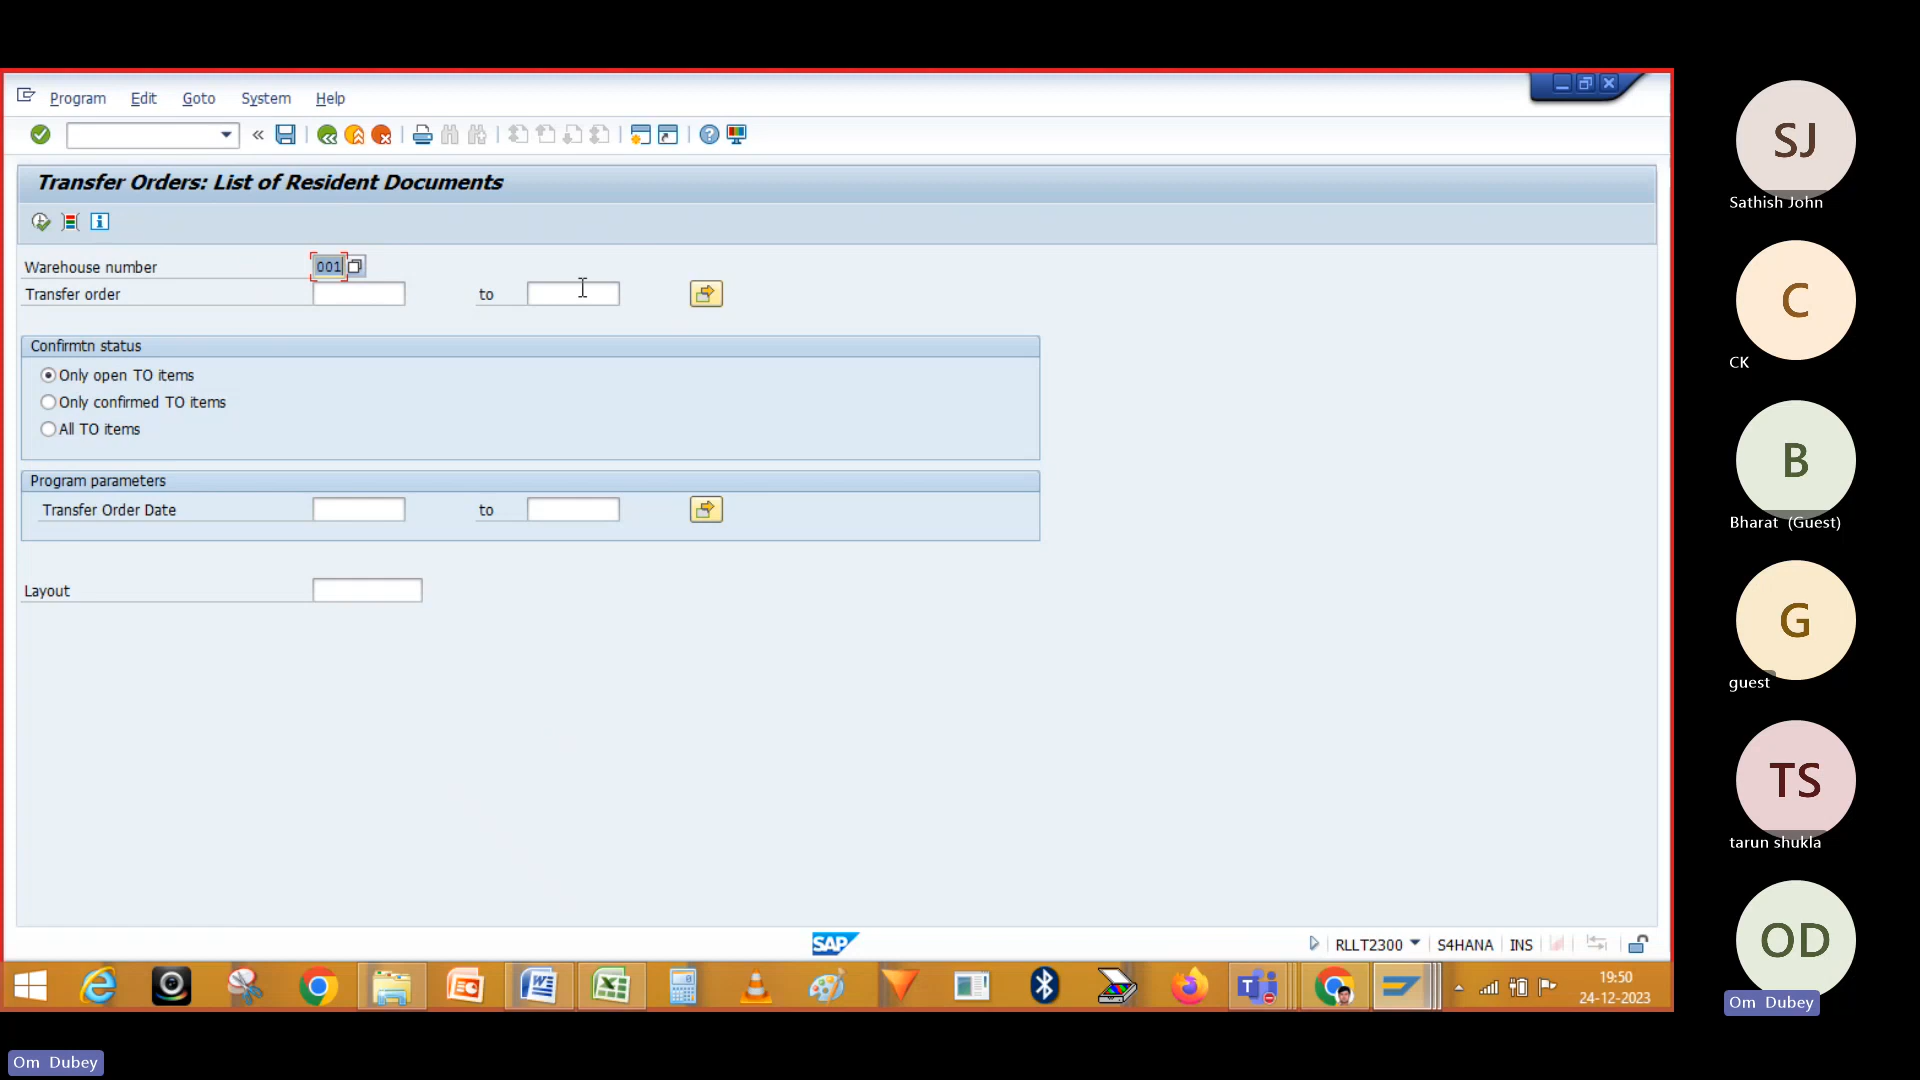 Program Edit Goto System Help
Transfer Orders: List of Resident Documents
Warehouse number 001
Transfer order to
Confirmtn status
Only open TO items
Only confirmed TO items
All TO items
Program parameters
Transfer Order Date to
Layout
SAP
RLLT2300 S4HANA INS
19:50
24-12-2023
SJ
Sathish John
C
CK
B
Bharat (Guest)
G
guest
TS
tarun shukla
OD
Om Dubey
Om Dubey